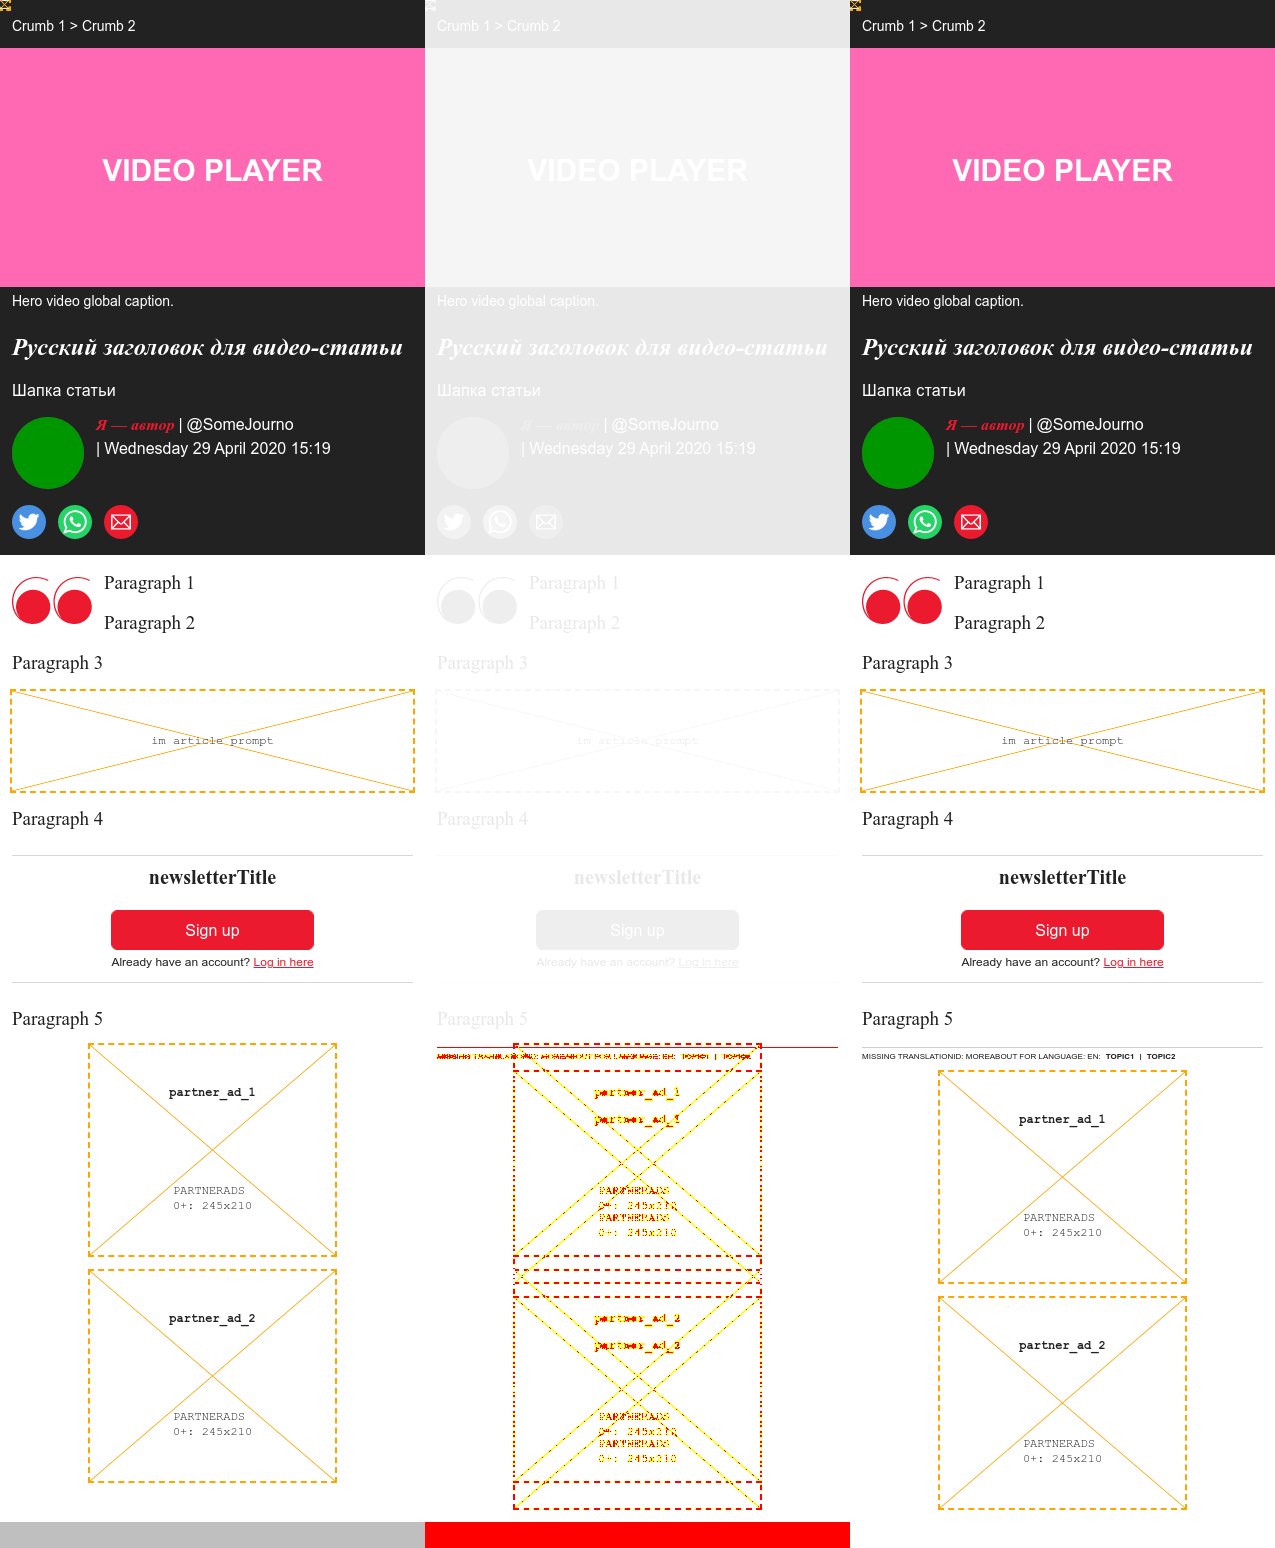 Crumb 1 > Crumb 2
VIDEO PLAYER
Hero video global caption.
Русский заголовок для видео-статьи
Шапка статьи
Я — автор | @SomeJourno
| Wednesday 29 April 2020 15:19
Paragraph 1
Paragraph 2
Paragraph 3
im article prompt
Paragraph 4
newsletterTitle
Sign up
Already have an account? Log in here
Paragraph 5
partner_ad_1
PARTNERADS
0+: 245x210
partner_ad_2
PARTNERADS
0+: 245x210
Crumb 1 > Crumb 2
VIDEO PLAYER
Hero video global caption.
Русский заголовок для видео-статьи
Шапка статьи
Я — автор | @SomeJourno
| Wednesday 29 April 2020 15:19
Paragraph 1
Paragraph 2
Paragraph 3
im article prompt
Paragraph 4
newsletterTitle
Sign up
Already have an account? Log in here
Paragraph 5
partner_ad_1
partner_ad_1
PARTNERADS
0+: 245x210
PARTNERADS
0+: 245x210
partner_ad_2
partner_ad_2
PARTNERADS
0+: 245x210
PARTNERADS
0+: 245x210
Crumb 1 > Crumb 2
VIDEO PLAYER
Hero video global caption.
Русский заголовок для видео-статьи
Шапка статьи
Я — автор | @SomeJourno
| Wednesday 29 April 2020 15:19
Paragraph 1
Paragraph 2
Paragraph 3
im article prompt
Paragraph 4
newsletterTitle
Sign up
Already have an account? Log in here
Paragraph 5
MISSING TRANSLATIONID: MOREABOUT FOR LANGUAGE: EN: TOPIC1 | TOPIC2
partner_ad_1
PARTNERADS
0+: 245x210
partner_ad_2
PARTNERADS
0+: 245x210